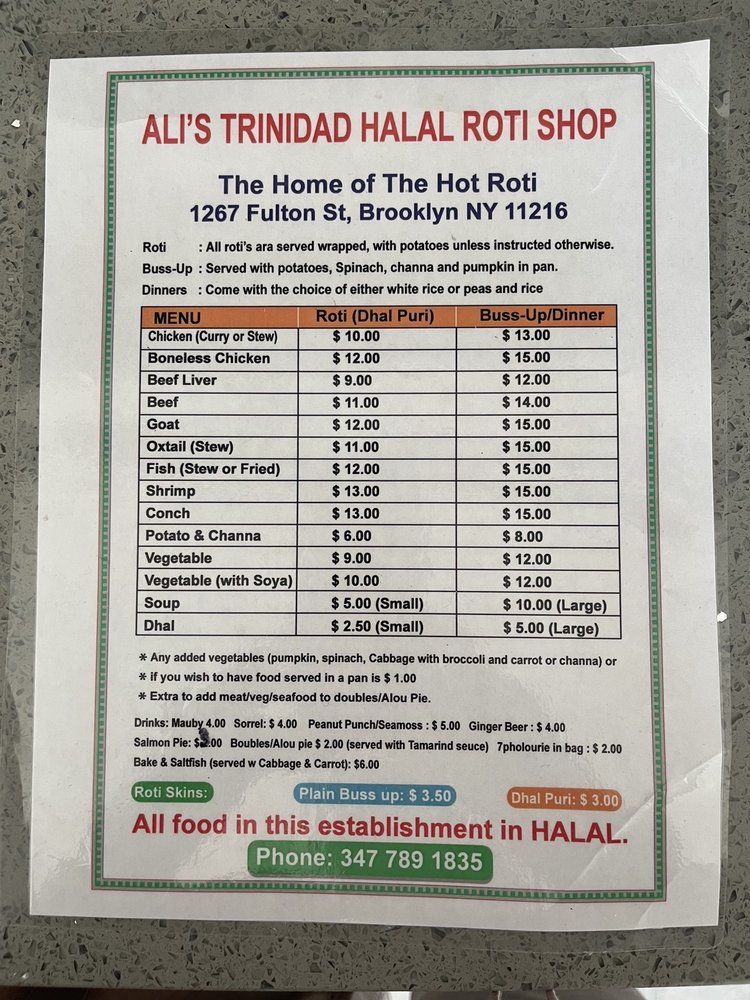 ALI'S TRINIDAD HALAL ROTI SHOP
The Home of The Hot Roti
1267 Fulton St, Brooklyn NY 11216
Roti : All roti's ara served wrapped, with potatoes unless instructed otherwise.
Buss-Up : Served with potatoes, Spinach, channa and pumpkin in pan.
Dinners : Come with the choice of either white rice or peas and rice
MENU Roti (Dhal Puri) Buss-Up/Dinner
Chicken (Curry or Stew) $ 10.00 $ 13.00
Boneless Chicken $ 12.00 $ 15.00
Beef Liver $ 9.00 $ 12.00
Beef $ 11.00 $ 14.00
Goat $ 12.00 $ 15.00
Oxtail (Stew) $ 11.00 $ 15.00
Fish (Stew or Fried) $ 12.00 $ 15.00
Shrimp $ 13.00 $ 15.00
Conch $ 13.00 $ 15.00
Potato & Channa $ 6.00 $ 8.00
Vegetable $ 9.00 $ 12.00
Vegetable (with Soya) $ 10.00 $ 12.00
Soup $ 5.00 (Small) $ 10.00 (Large)
Dhal $ 2.50 (Small) $ 5.00 (Large)
* Any added vegetables (pumpkin, spinach, Cabbage with broccoli and carrot or channa) or
* if you wish to have food served in a pan is $ 1.00
* Extra to add meat/veg/seafood to doubles/Alou Pie.
Drinks: Mauby 4.00 Sorrel: $ 4.00 Peanut Punch/Seamoss : $ 5.00 Ginger Beer : $ 4.00
Salmon Pie: Boubles/Alou pie $ 2.00 (served with Tamarind seuce) 7pholourie in bag : $ 2.00
Bake & Saltfish (served w Cabbage & Carrot): $6.00
Roti Skins: Plain Buss up: $ 3.50 Dhal Puri: $ 3.00
All food in this establishment in HALAL.
Phone: 347 789 1835